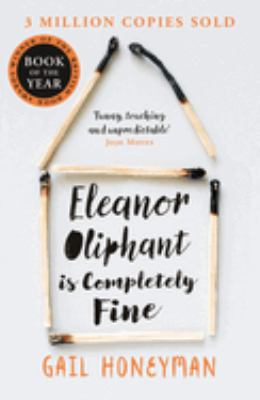 3 MILLION COPIES SOLD
BOOK
OF THE
YEAR
'Funny, touching
and unpredictable'
Jojo Moyes
Eleanor
Oliphant
is Completely
Fine
GAIL HONEYMAN